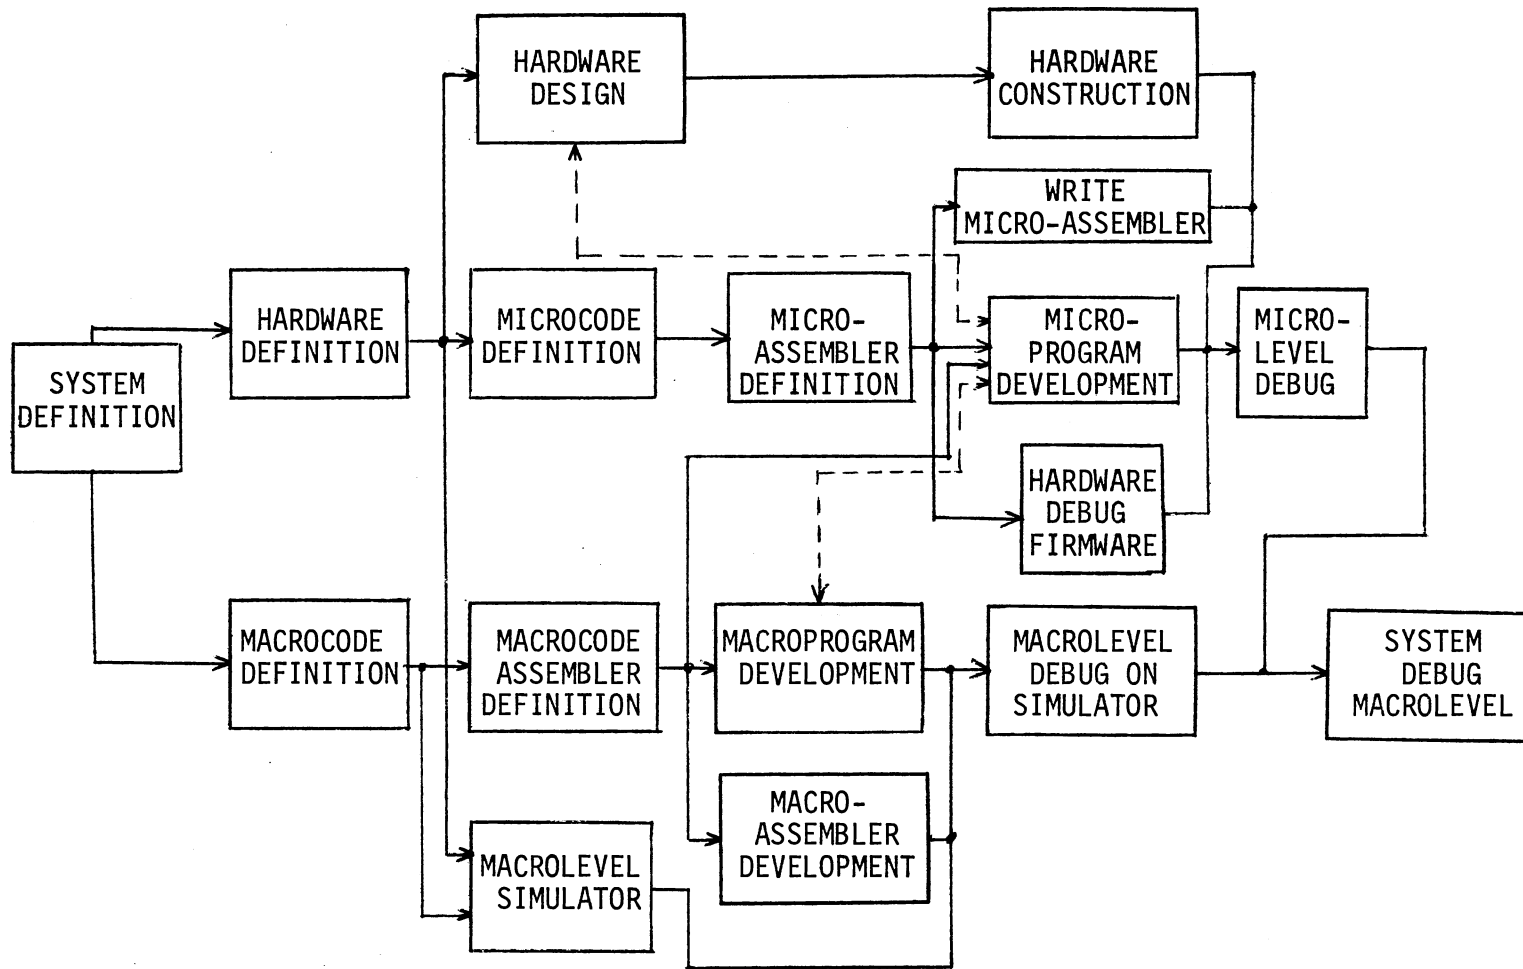 HARDWARE
DESIGN
HARDWARE
CONSTRUCTION
WRITE
MICRO-ASSEMBLER
SYSTEM
DEFINITION
HARDWARE
DEFINITION
MICROCODE
DEFINITION
MICRO-
ASSEMBLER
DEFINITION
MICRO-
PROGRAM
DEVELOPMENT
MICRO-
LEVEL
DEBUG
HARDWARE
DEBUG
FIRMWARE
MACROCODE
DEFINITION
MACROCODE
ASSEMBLER
DEFINITION
MACROPROGRAM
DEVELOPMENT
MACROLEVEL
DEBUG ON
SIMULATOR
SYSTEM
DEBUG
MACROLEVEL
MACRO-
ASSEMBLER
DEVELOPMENT
MACROLEVEL
SIMULATOR